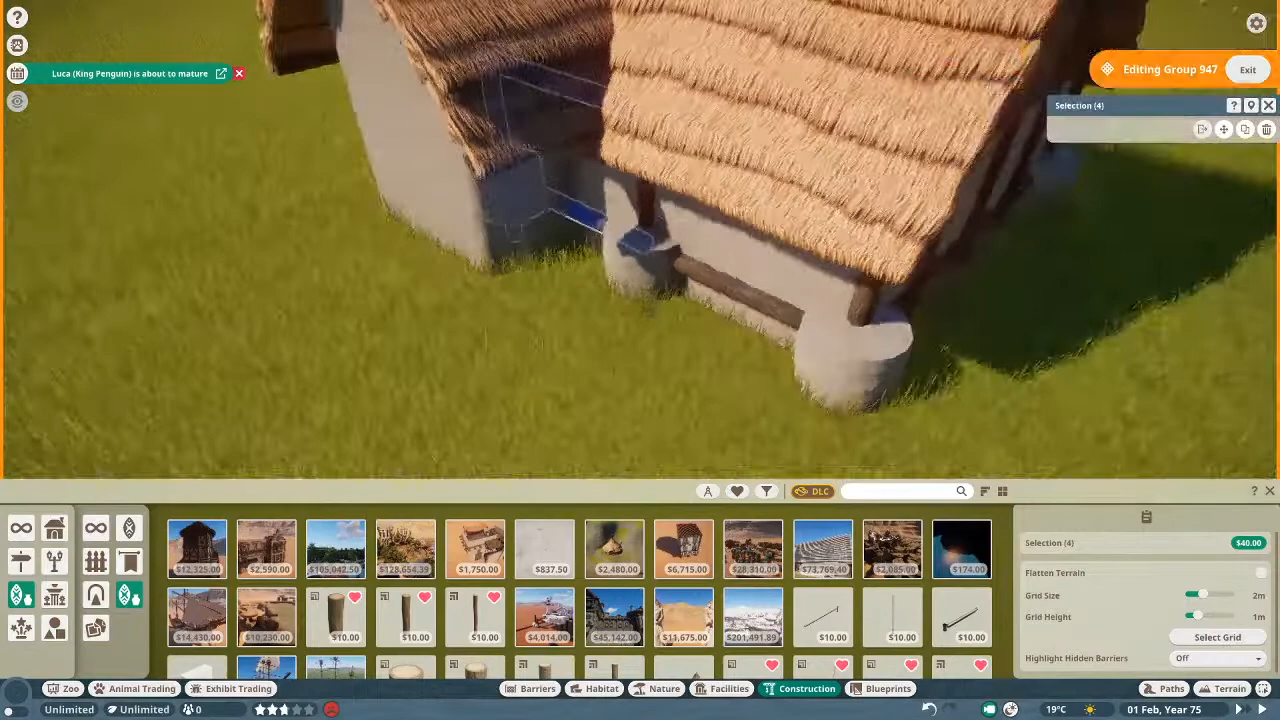 ?
Luca (King Penguin) is about to mature
Editing Group 947
Exit
Selection (4)
?
DLC
?
$12,325.00
$2,590.00
$105,042.50
$128,654.39
$1,750.00
$837.50
$2,480.00
$6,715.00
$28,310.00
$73,769.40
$2,085.00
$174.00
$14,430.00
$10,230.00
$10.00
$10.00
$10.00
$4,014.00
$45,142.00
$11,675.00
$201,491.89
$10.00
$10.00
$10.00
Selection (4)
$40.00
Flatten Terrain
Grid Size
2m
Grid Height
1m
Select Grid
Highlight Hidden Barriers
Off
Zoo
Animal Trading
Exhibit Trading
Barriers
Habitat
Nature
Facilities
Construction
Blueprints
Paths
Terrain
Unlimited
Unlimited
0
19°C
01 Feb, Year 75